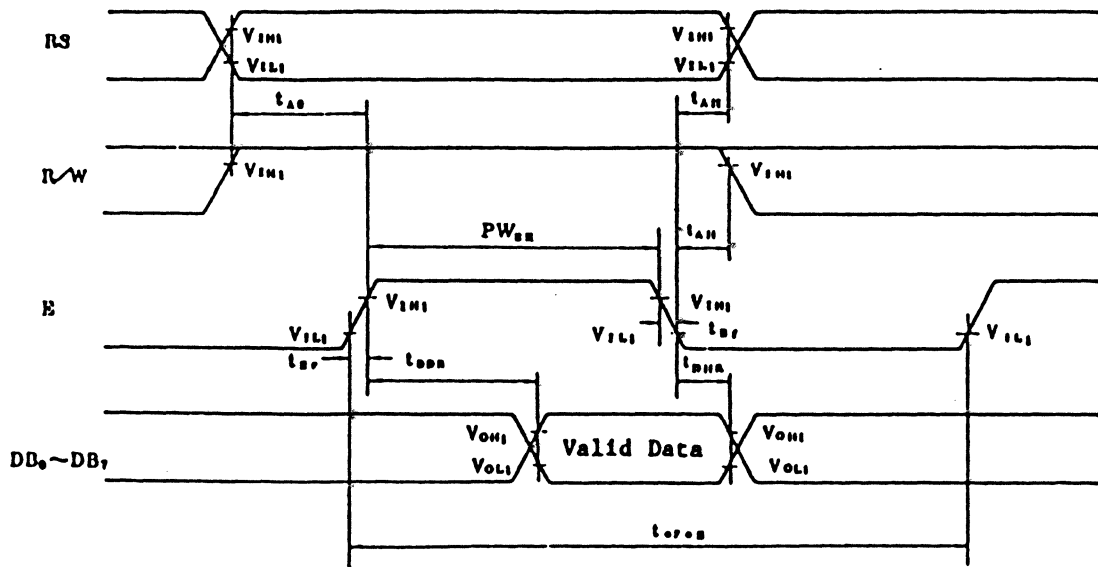 RS
VIH1
VIL1
VIH1
VIL1
tAS
tAH
R/W
VIH1
VIH1
PWEH
tAH
E
VIH1
VIL1
VIH1
VIL1
tEf
VIL1
tEr
tDDR
tDHR
DB0~DB7
VOH1
VOL1
Valid Data
VOH1
VOL1